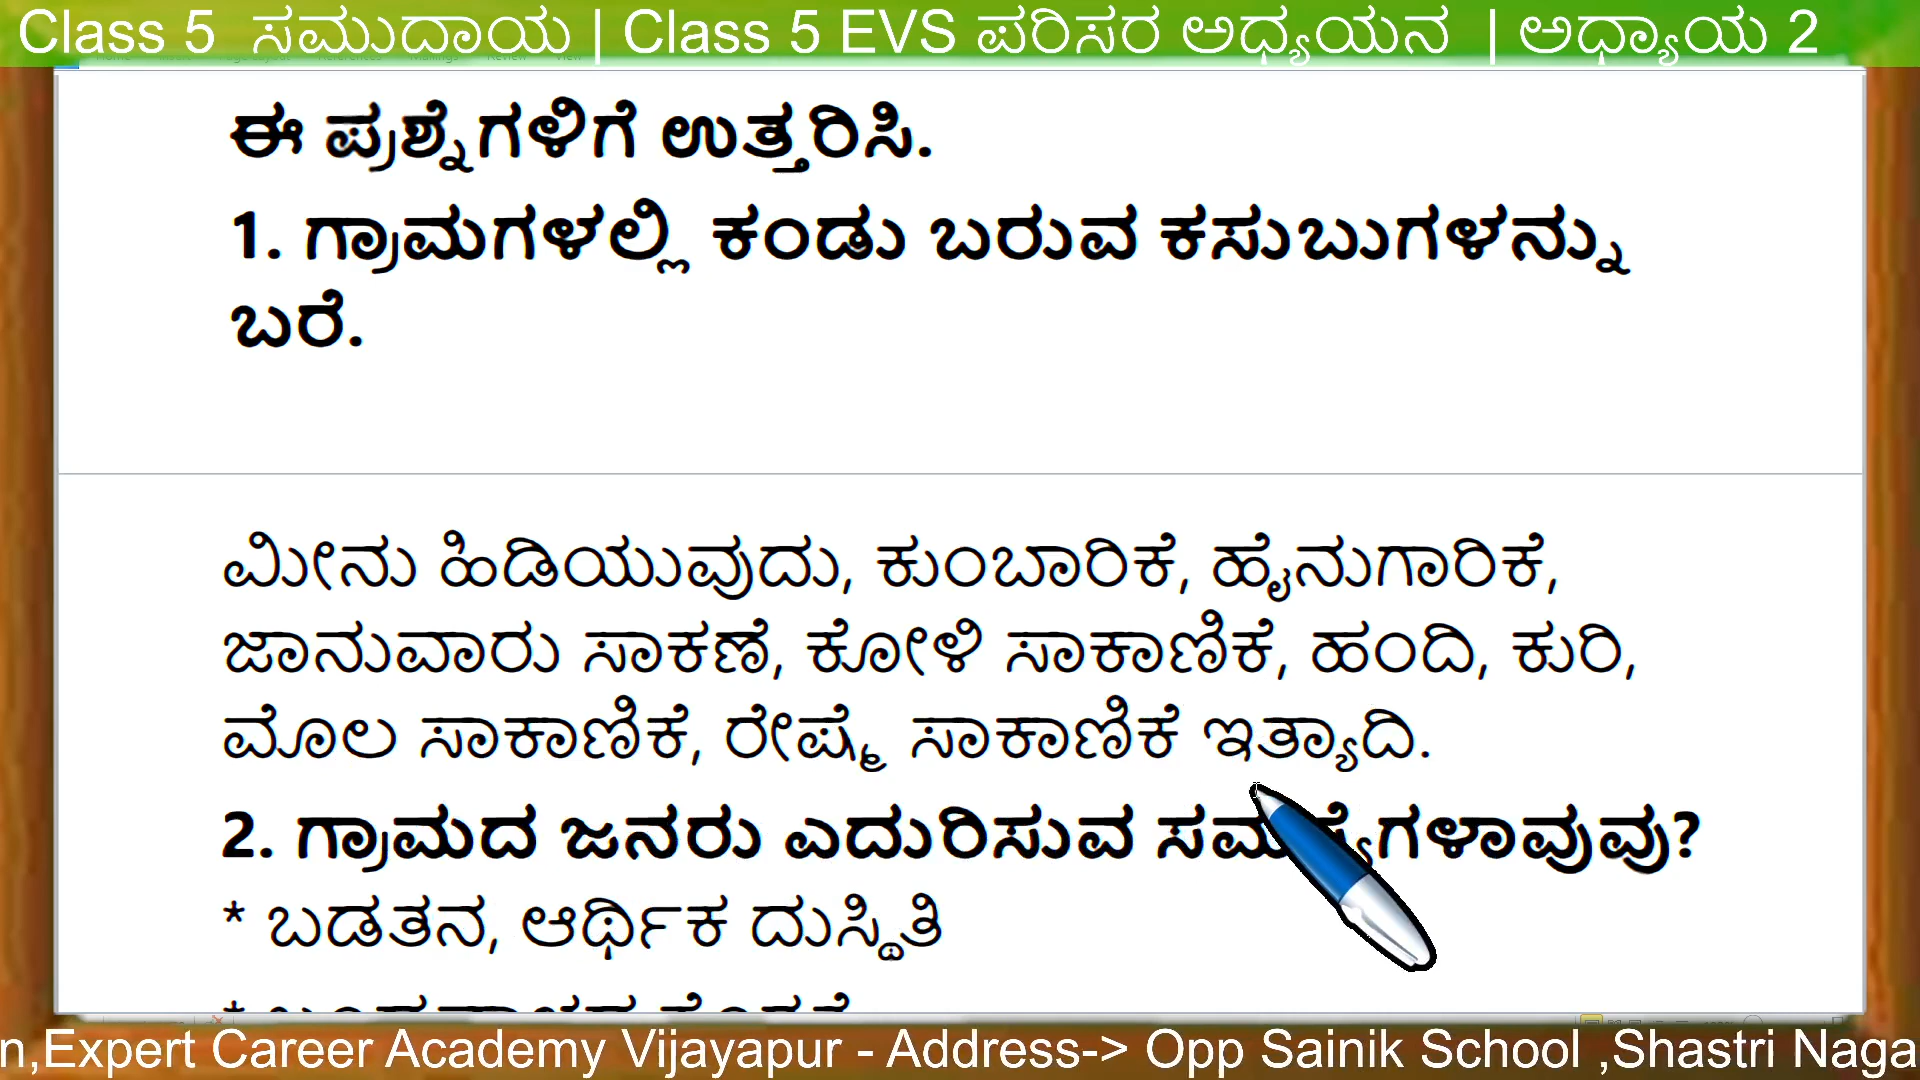 Class 5 ಸಮುದಾಯ | Class 5 EVS ಪರಿಸರ ಅಧ್ಯಯನ | ಅಧ್ಯಾಯ 2
ಈ ಪ್ರಶ್ನೆಗಳಿಗೆ ಉತ್ತರಿಸಿ.
1. ಗ್ರಾಮಗಳಲ್ಲಿ ಕಂಡು ಬರುವ ಕಸುಬುಗಳನ್ನು
ಬರೆ.
ಮೀನು ಹಿಡಿಯುವುದು, ಕುಂಬಾರಿಕೆ, ಹೈನುಗಾರಿಕೆ,
ಜಾನುವಾರು ಸಾಕಣೆ, ಕೋಳಿ ಸಾಕಾಣಿಕೆ, ಹಂದಿ, ಕುರಿ,
ಮೊಲ ಸಾಕಾಣಿಕೆ, ರೇಷ್ಮೆ ಸಾಕಾಣಿಕೆ ಇತ್ಯಾದಿ.
2. ಗ್ರಾಮದ ಜನರು ಎದುರಿಸುವ ಸಮಸ್ಯೆಗಳಾವುವು?
* ಬಡತನ, ಆರ್ಥಿಕ ದುಸ್ಥಿತಿ
n,Expert Career Academy Vijayapur - Address-> Opp Sainik School ,Shastri Naga